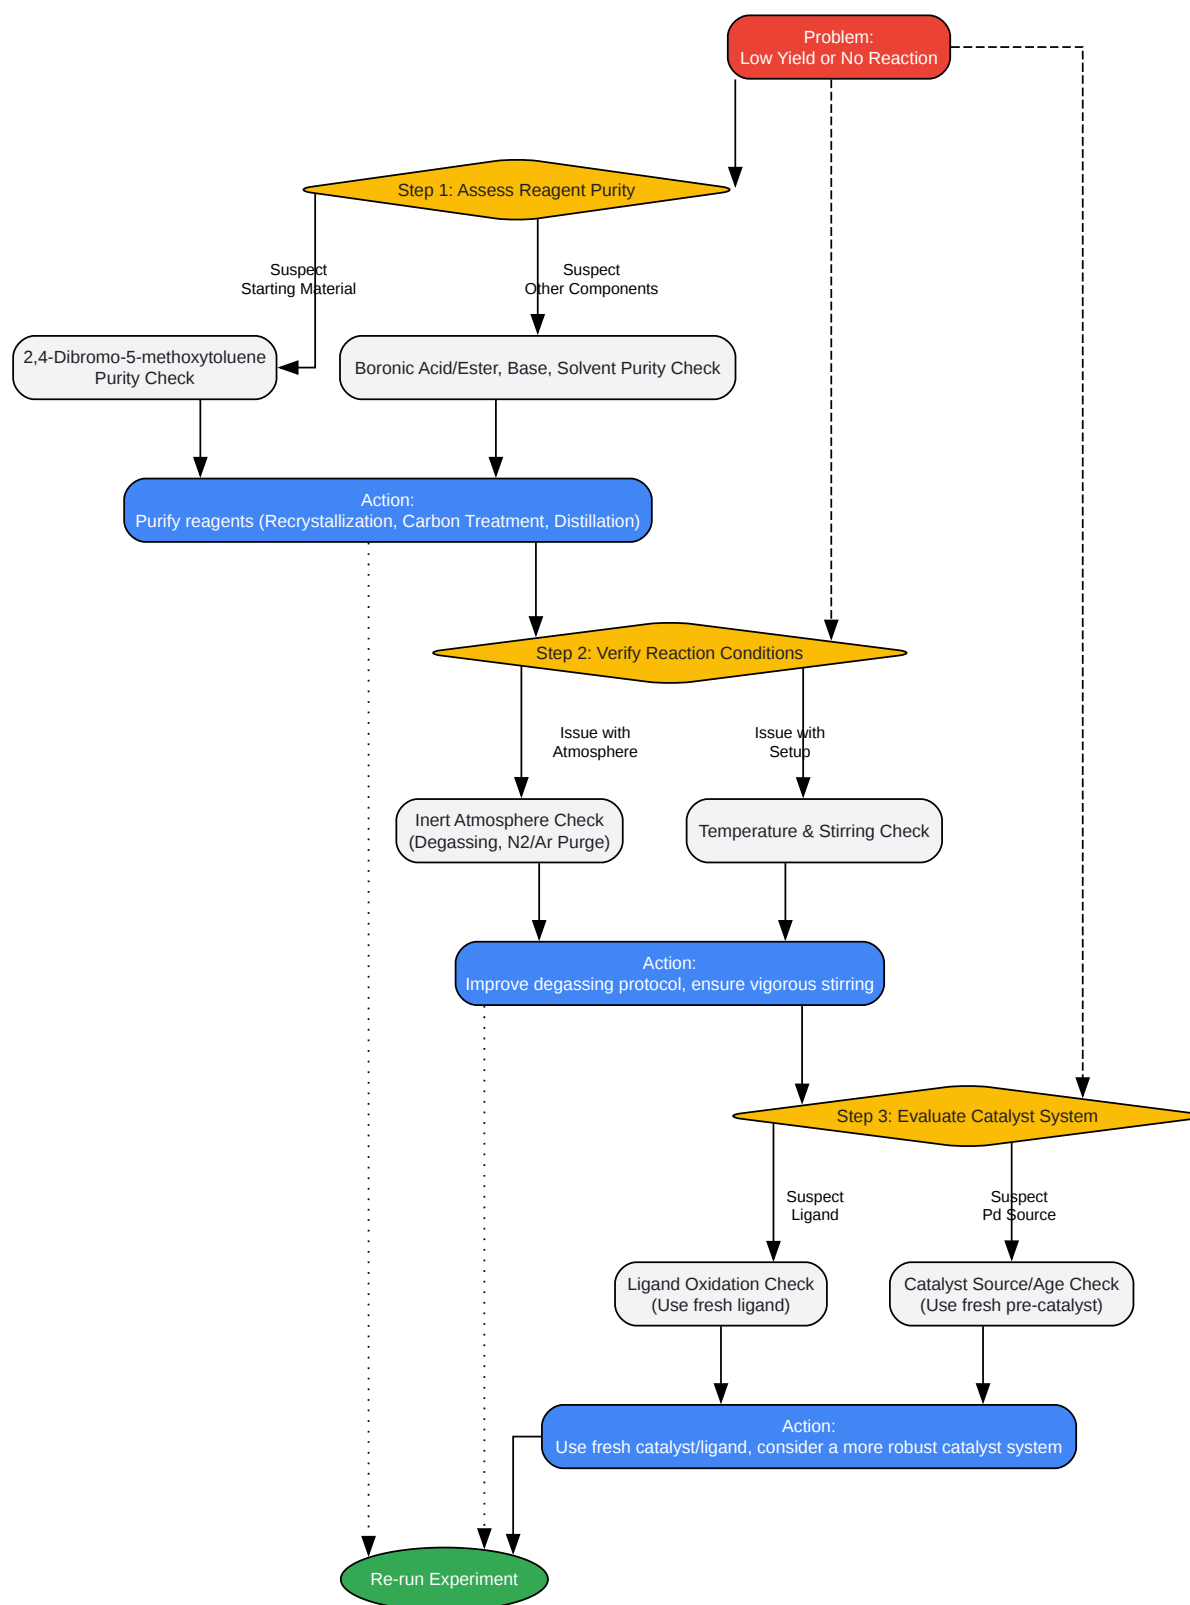 Problem:
Low Yield or No Reaction
Step 1: Assess Reagent Purity
Suspect
Starting Material
Suspect
Other Components
2,4-Dibromo-5-methoxytoluene
Purity Check
Boronic Acid/Ester, Base, Solvent Purity Check
Action:
Purify reagents (Recrystallization, Carbon Treatment, Distillation)
Step 2: Verify Reaction Conditions
Issue with
Atmosphere
Issue with
Setup
Inert Atmosphere Check
(Degassing, N2/Ar Purge)
Temperature & Stirring Check
Action:
Improve degassing protocol, ensure vigorous stirring
Step 3: Evaluate Catalyst System
Suspect
Ligand
Suspect
Pd Source
Ligand Oxidation Check
(Use fresh ligand)
Catalyst Source/Age Check
(Use fresh pre-catalyst)
Action:
Use fresh catalyst/ligand, consider a more robust catalyst system
Re-run Experiment